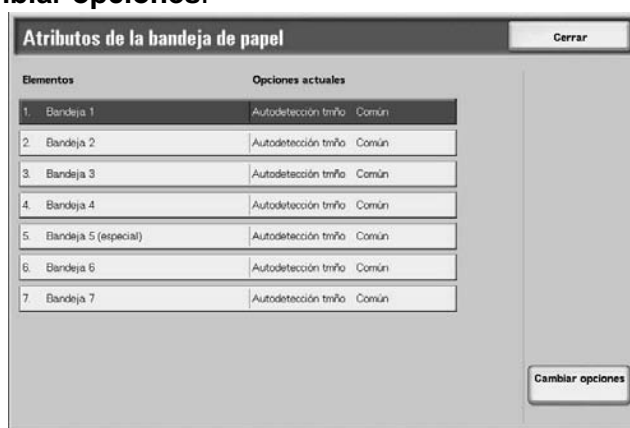 biar opciones.
Atributos de la bandeja de papel Cerrar
Elementos Opciones actuales
1. Bandeja 1 Autodetección tmño Común
2. Bandeja 2 Autodetección tmño Común
3. Bandeja 3 Autodetección tmño Común
4. Bandeja 4 Autodetección tmño Común
5. Bandeja 5 (especial) Autodetección tmño Común
6. Bandeja 6 Autodetección tmño Común
7. Bandeja 7 Autodetección tmño Común
Cambiar opciones